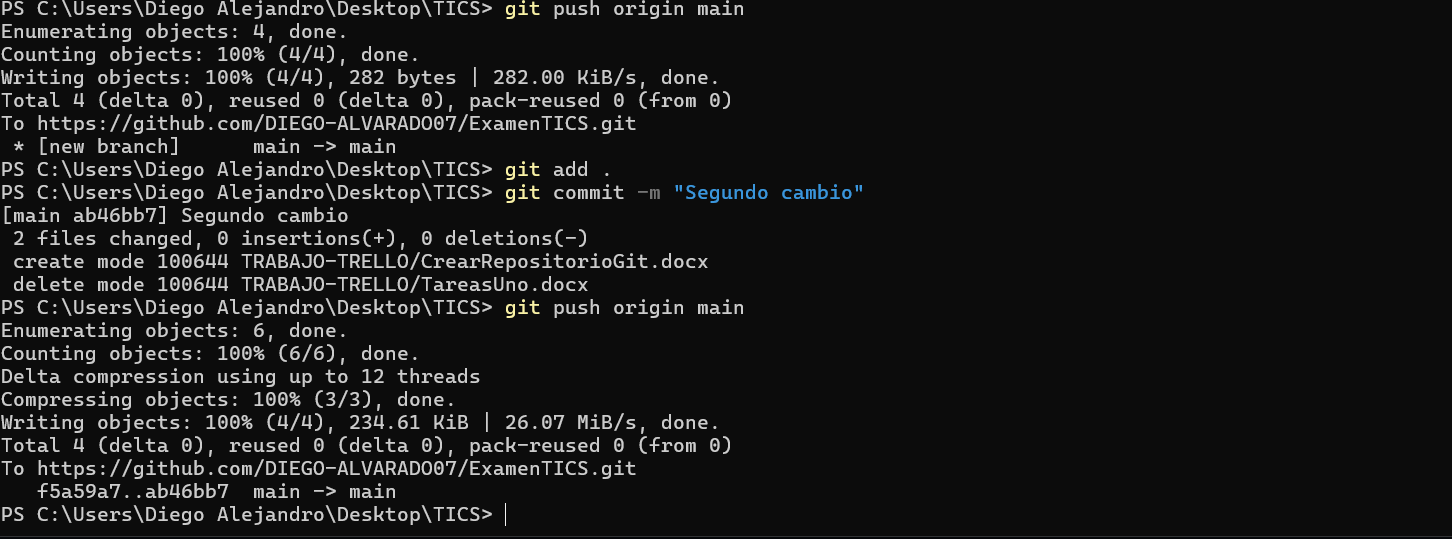 PS C:\Users\Diego Alejandro\Desktop\TICS> git push origin main
Enumerating objects: 4, done.
Counting objects: 100% (4/4), done.
Writing objects: 100% (4/4), 282 bytes | 282.00 KiB/s, done.
Total 4 (delta 0), reused 0 (delta 0), pack-reused 0 (from 0)
To https://github.com/DIEGO-ALVARADO07/ExamenTICS.git
 * [new branch]      main -> main
PS C:\Users\Diego Alejandro\Desktop\TICS> git add .
PS C:\Users\Diego Alejandro\Desktop\TICS> git commit -m "Segundo cambio"
[main ab46bb7] Segundo cambio
 2 files changed, 0 insertions(+), 0 deletions(-)
 create mode 100644 TRABAJO-TRELLO/CrearRepositorioGit.docx
 delete mode 100644 TRABAJO-TRELLO/TareasUno.docx
PS C:\Users\Diego Alejandro\Desktop\TICS> git push origin main
Enumerating objects: 6, done.
Counting objects: 100% (6/6), done.
Delta compression using up to 12 threads
Compressing objects: 100% (3/3), done.
Writing objects: 100% (4/4), 234.61 KiB | 26.07 MiB/s, done.
Total 4 (delta 0), reused 0 (delta 0), pack-reused 0 (from 0)
To https://github.com/DIEGO-ALVARADO07/ExamenTICS.git
   f5a59a7..ab46bb7  main -> main
PS C:\Users\Diego Alejandro\Desktop\TICS>